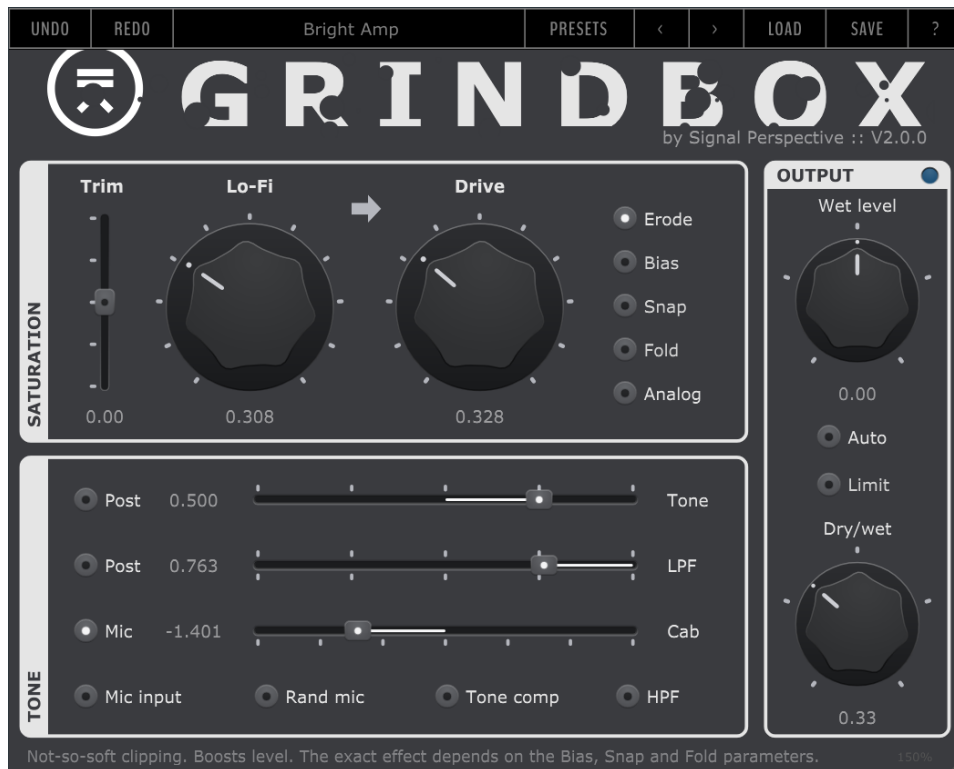 UNDO REDO Bright Amp PRESETS ‹ › LOAD SAVE ?
GRINDBOX
by Signal Perspective :: V2.0.0
SATURATION
Trim Lo-Fi Drive
Erode
Bias
Snap
Fold
Analog
0.00 0.308 0.328
OUTPUT
Wet level
0.00
Auto
Limit
Dry/wet
0.33
TONE
Post 0.500 Tone
Post 0.763 LPF
Mic -1.401 Cab
Mic input Rand mic Tone comp HPF
Not-so-soft clipping. Boosts level. The exact effect depends on the Bias, Snap and Fold parameters.
150%